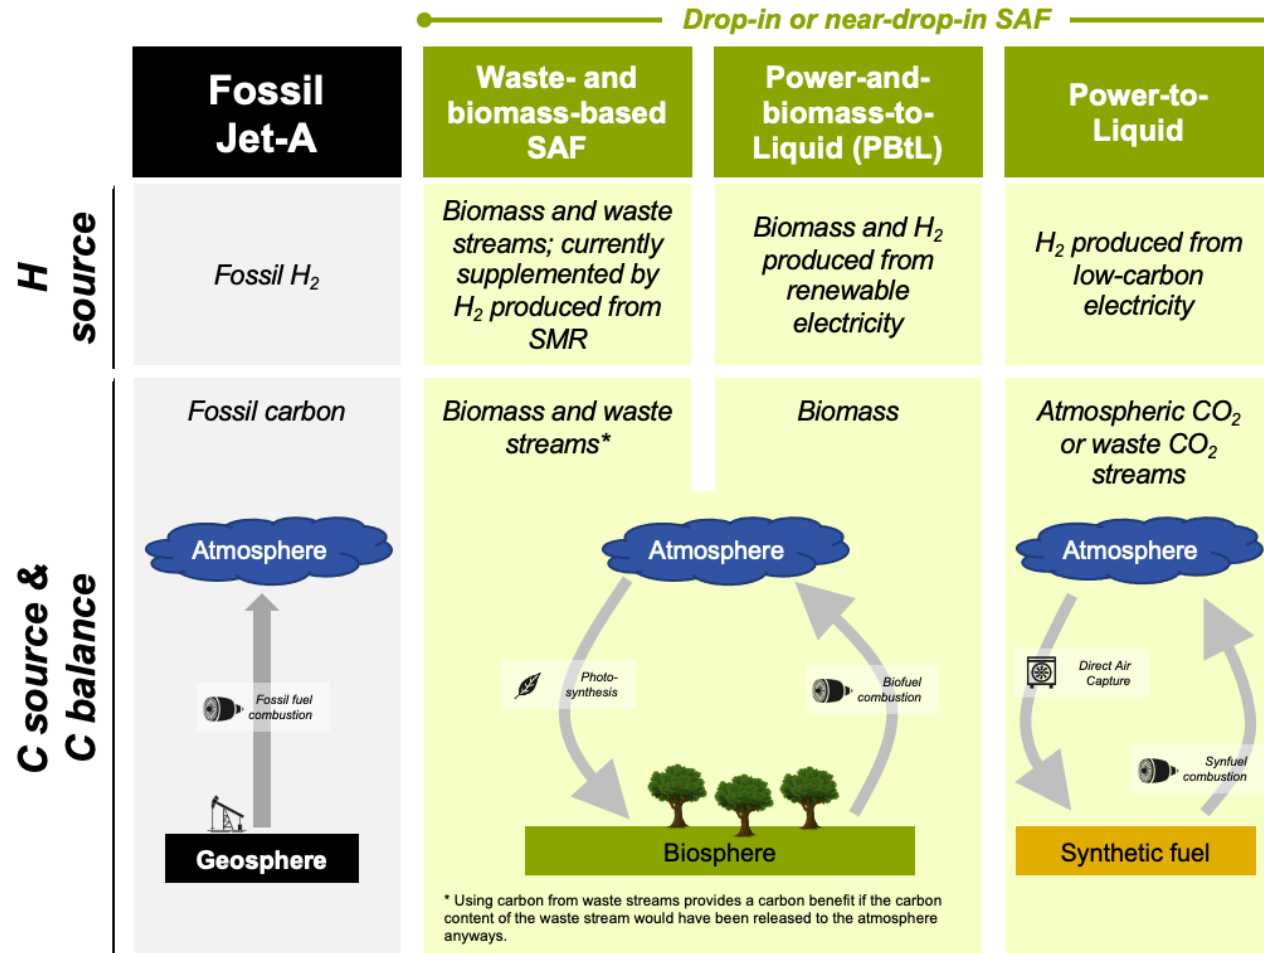 Drop-in or near-drop-in SAF
Fossil
Jet-A
Waste- and
biomass-based
SAF
Power-and-
biomass-to-
Liquid (PBtL)
Power-to-
Liquid
H
source
Fossil H2
Biomass and waste
streams; currently
supplemented by
H2 produced from
SMR
Biomass and H2
produced from
renewable
electricity
H2 produced from
low-carbon
electricity
C source &
C balance
Fossil carbon
Biomass and waste
streams*
Biomass
Atmospheric CO2
or waste CO2
streams
Atmosphere
Fossil fuel
combustion
Geosphere
Atmosphere
Photo-
synthesis
Biofuel
combustion
Biosphere
* Using carbon from waste streams provides a carbon benefit if the carbon
content of the waste stream would have been released to the atmosphere
anyways.
Atmosphere
Direct Air
Capture
Synfuel
combustion
Synthetic fuel